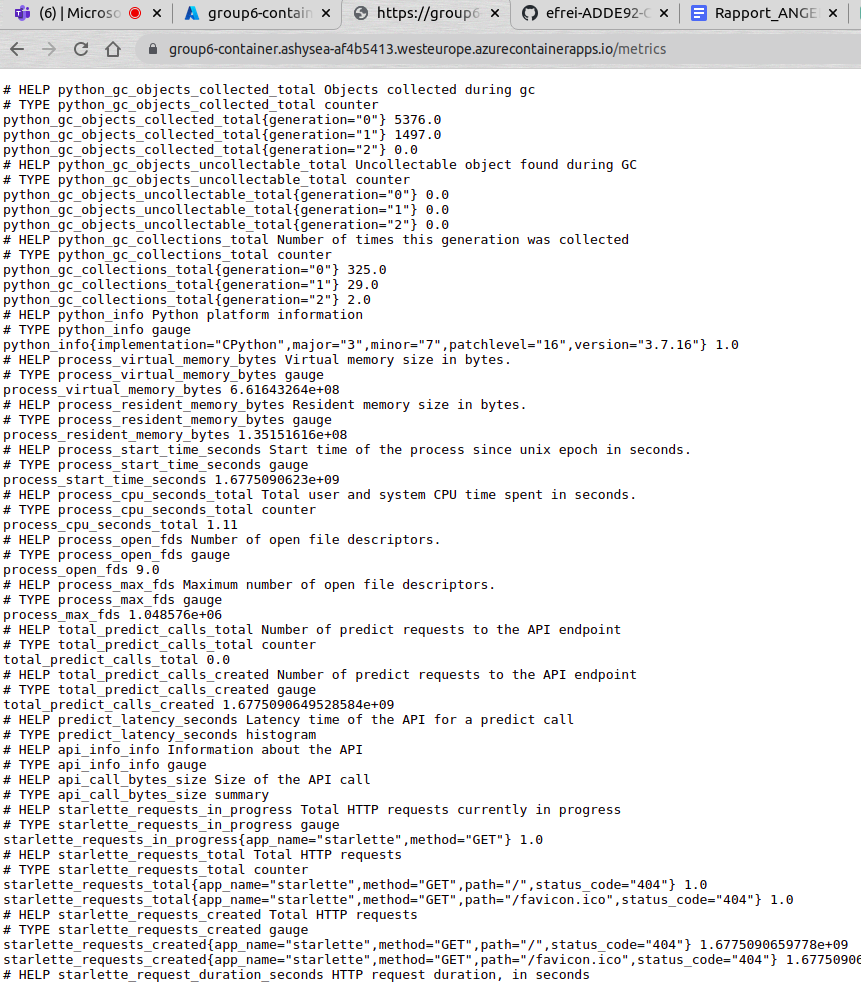 (6) | Microso
group6-contain
https://group6
efrei-ADDE92-C
Rapport_ANGE
group6-container.ashysea-af4b5413.westeurope.azurecontainerapps.io/metrics
# HELP python_gc_objects_collected_total Objects collected during gc
# TYPE python_gc_objects_collected_total counter
python_gc_objects_collected_total{generation="0"} 5376.0
python_gc_objects_collected_total{generation="1"} 1497.0
python_gc_objects_collected_total{generation="2"} 0.0
# HELP python_gc_objects_uncollectable_total Uncollectable object found during GC
# TYPE python_gc_objects_uncollectable_total counter
python_gc_objects_uncollectable_total{generation="0"} 0.0
python_gc_objects_uncollectable_total{generation="1"} 0.0
python_gc_objects_uncollectable_total{generation="2"} 0.0
# HELP python_gc_collections_total Number of times this generation was collected
# TYPE python_gc_collections_total counter
python_gc_collections_total{generation="0"} 325.0
python_gc_collections_total{generation="1"} 29.0
python_gc_collections_total{generation="2"} 2.0
# HELP python_info Python platform information
# TYPE python_info gauge
python_info{implementation="CPython",major="3",minor="7",patchlevel="16",version="3.7.16"} 1.0
# HELP process_virtual_memory_bytes Virtual memory size in bytes.
# TYPE process_virtual_memory_bytes gauge
process_virtual_memory_bytes 6.61643264e+08
# HELP process_resident_memory_bytes Resident memory size in bytes.
# TYPE process_resident_memory_bytes gauge
process_resident_memory_bytes 1.35151616e+08
# HELP process_start_time_seconds Start time of the process since unix epoch in seconds.
# TYPE process_start_time_seconds gauge
process_start_time_seconds 1.6775090623e+09
# HELP process_cpu_seconds_total Total user and system CPU time spent in seconds.
# TYPE process_cpu_seconds_total counter
process_cpu_seconds_total 1.11
# HELP process_open_fds Number of open file descriptors.
# TYPE process_open_fds gauge
process_open_fds 9.0
# HELP process_max_fds Maximum number of open file descriptors.
# TYPE process_max_fds gauge
process_max_fds 1.048576e+06
# HELP total_predict_calls_total Number of predict requests to the API endpoint
# TYPE total_predict_calls_total counter
total_predict_calls_total 0.0
# HELP total_predict_calls_created Number of predict requests to the API endpoint
# TYPE total_predict_calls_created gauge
total_predict_calls_created 1.6775090649528584e+09
# HELP predict_latency_seconds Latency time of the API for a predict call
# TYPE predict_latency_seconds histogram
# HELP api_info_info Information about the API
# TYPE api_info_info gauge
# HELP api_call_bytes_size Size of the API call
# TYPE api_call_bytes_size summary
# HELP starlette_requests_in_progress Total HTTP requests currently in progress
# TYPE starlette_requests_in_progress gauge
starlette_requests_in_progress{app_name="starlette",method="GET"} 1.0
# HELP starlette_requests_total Total HTTP requests
# TYPE starlette_requests_total counter
starlette_requests_total{app_name="starlette",method="GET",path="/",status_code="404"} 1.0
starlette_requests_total{app_name="starlette",method="GET",path="/favicon.ico",status_code="404"} 1.0
# HELP starlette_requests_created Total HTTP requests
# TYPE starlette_requests_created gauge
starlette_requests_created{app_name="starlette",method="GET",path="/",status_code="404"} 1.6775090659778e+09
starlette_requests_created{app_name="starlette",method="GET",path="/favicon.ico",status_code="404"} 1.67750906
# HELP starlette_request_duration_seconds HTTP request duration, in seconds